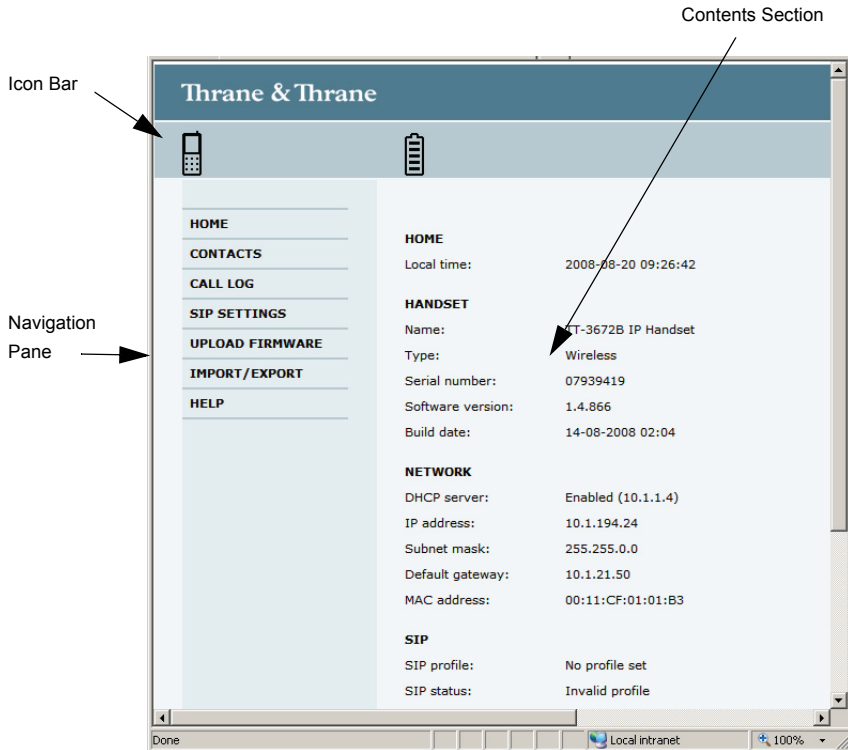 Contents Section
Icon Bar
Thrane & Thrane
HOME
CONTACTS
CALL LOG
SIP SETTINGS
UPLOAD FIRMWARE
IMPORT/EXPORT
HELP
Navigation
Pane
HOME
Local time: 2008-08-20 09:26:42
HANDSET
Name: TT-3672B IP Handset
Type: Wireless
Serial number: 07939419
Software version: 1.4.866
Build date: 14-08-2008 02:04
NETWORK
DHCP server: Enabled (10.1.1.4)
IP address: 10.1.194.24
Subnet mask: 255.255.0.0
Default gateway: 10.1.21.50
MAC address: 00:11:CF:01:01:B3
SIP
SIP profile: No profile set
SIP status: Invalid profile
Done Local intranet 100%